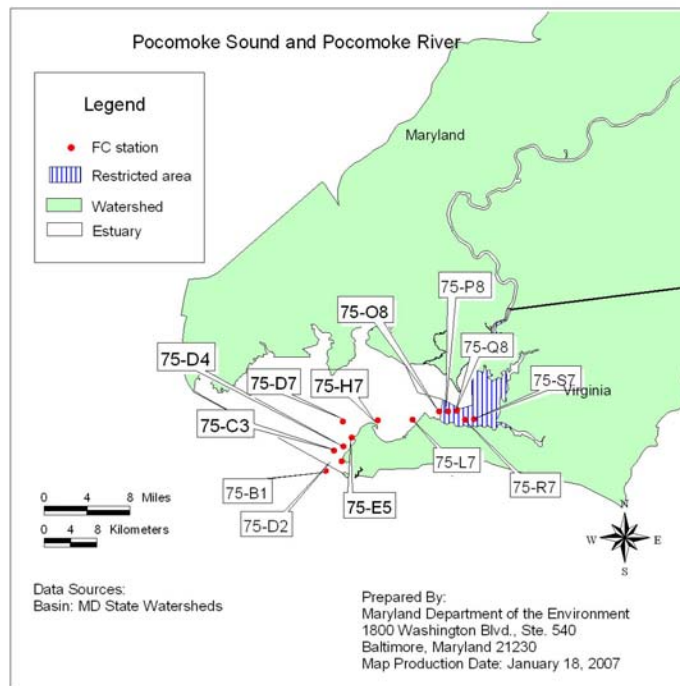 Pocomoke Sound and Pocomoke River
Legend
FC station
Restricted area
Watershed
Estuary
Maryland
75-P8
75-O8
75-Q8
75-D4
75-D7
75-H7
75-S7
Virginia
75-C3
75-L7
75-R7
75-B1
75-E5
75-D2
0 4 8 Miles
0 4 8 Kilometers
N
W E
S
Data Sources:
Basin: MD State Watersheds
Prepared By:
Maryland Department of the Environment
1800 Washington Blvd., Ste. 540
Baltimore, Maryland 21230
Map Production Date: January 18, 2007